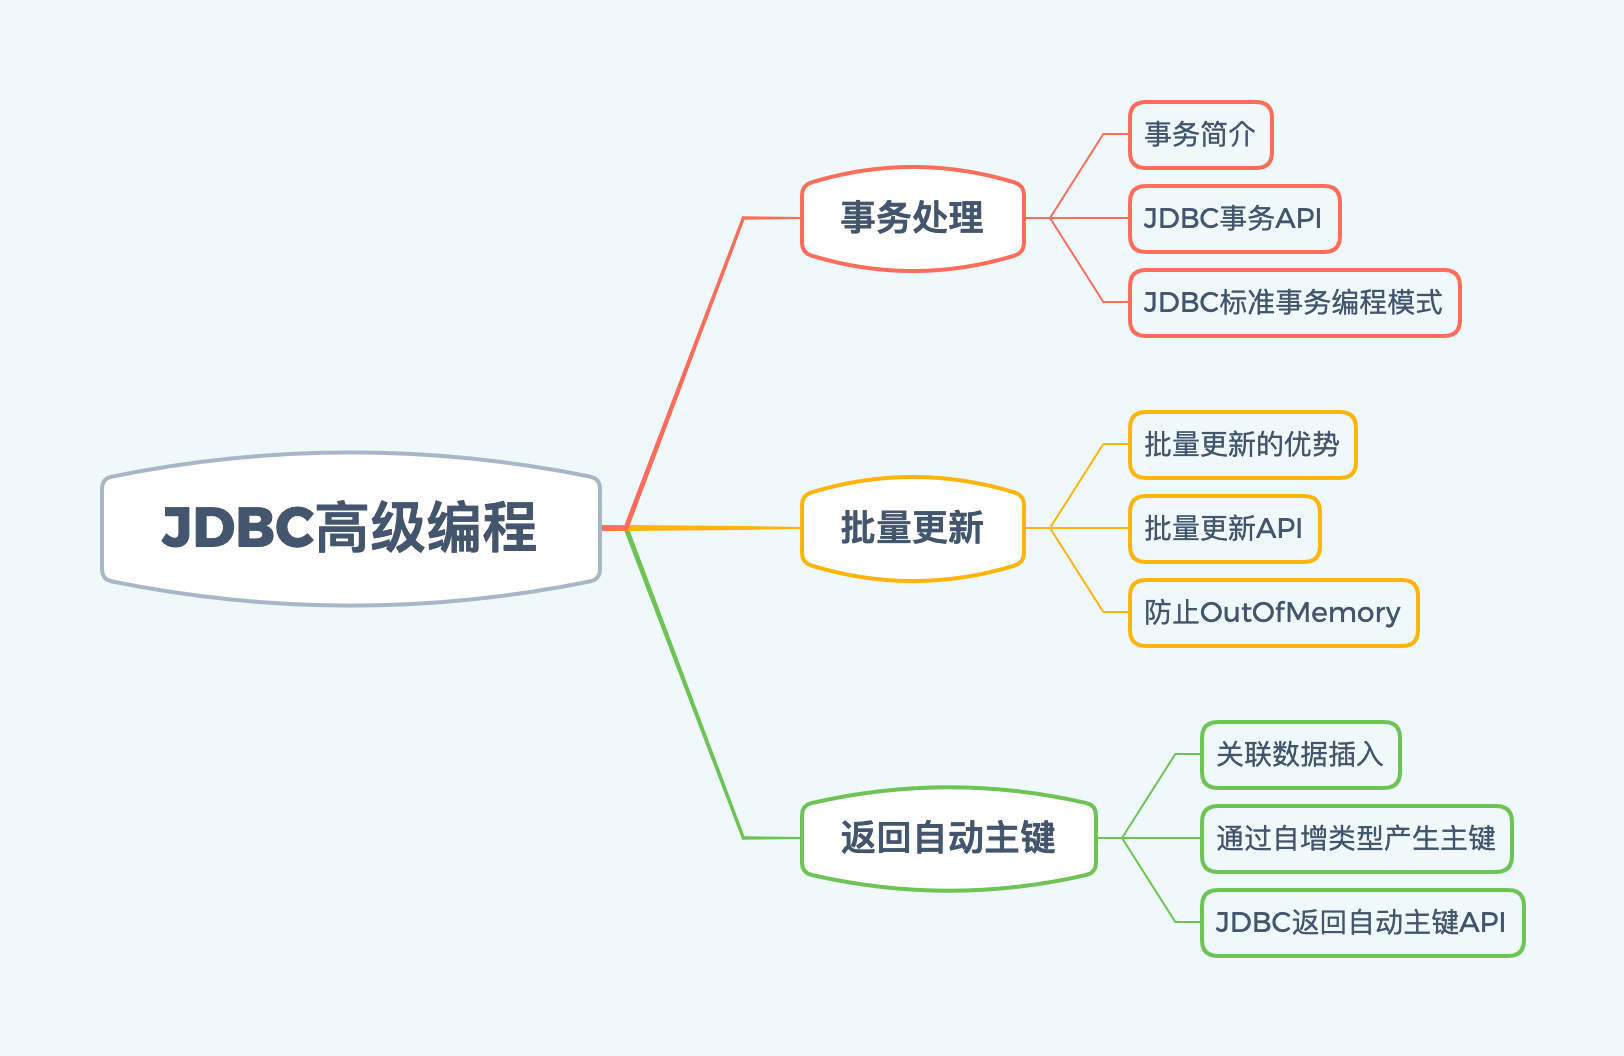 JDBC高级编程
事务处理
事务简介
JDBC事务API
JDBC标准事务编程模式
批量更新
批量更新的优势
批量更新API
防止OutOfMemory
返回自动主键
关联数据插入
通过自增类型产生主键
JDBC返回自动主键API